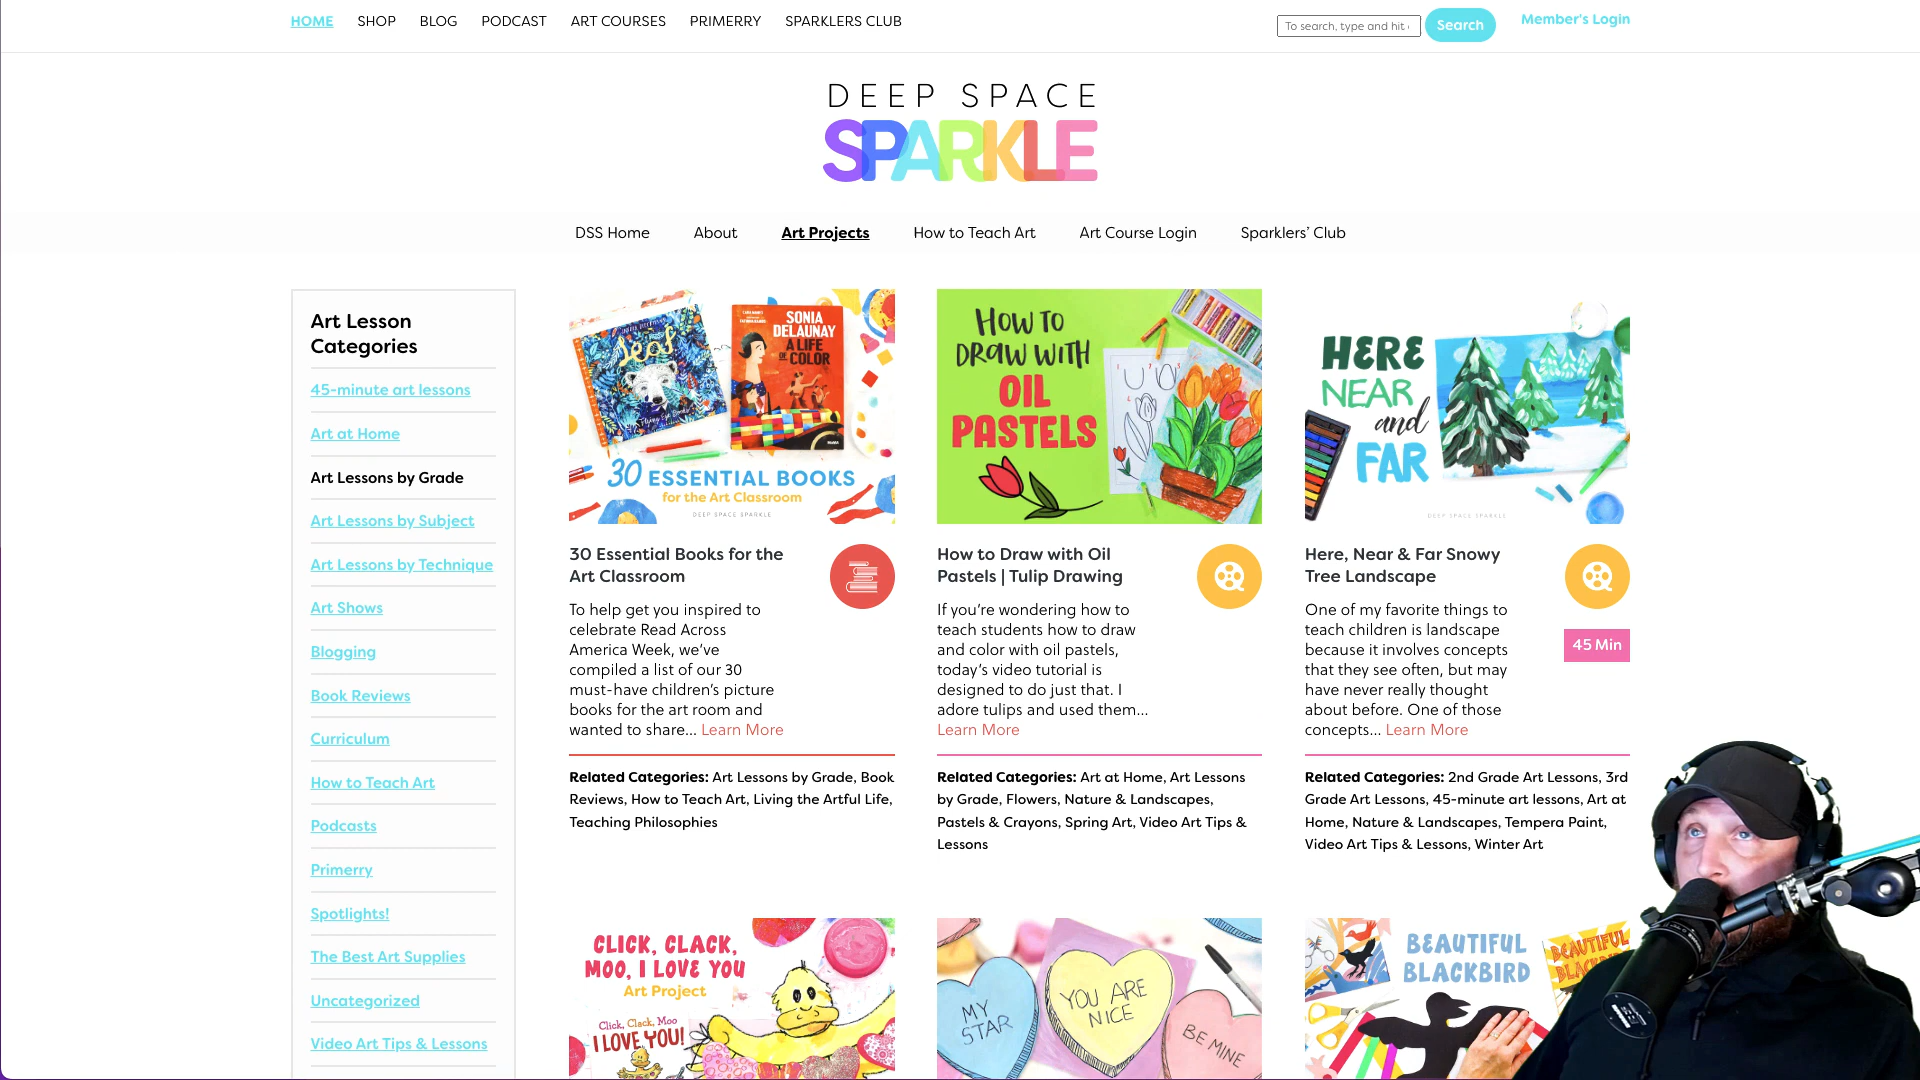 HOME SHOP BLOG PODCAST ART COURSES PRIMERRY SPARKLERS CLUB
To search, type and hit
Search
Member's Login
DEEP SPACE
SPARKLE
DSS Home About Art Projects How to Teach Art Art Course Login Sparklers' Club
Art Lesson
Categories
45-minute art lessons
Art at Home
Art Lessons by Grade
Art Lessons by Subject
Art Lessons by Technique
Art Shows
Blogging
Book Reviews
Curriculum
How to Teach Art
Podcasts
Primerry
Spotlights!
The Best Art Supplies
Uncategorized
Video Art Tips & Lessons
Leaf
SONIA
DELAUNAY
A LIFE
OF COLOR
30 ESSENTIAL BOOKS
for the Art Classroom
DEEP SPACE SPARKLE
30 Essential Books for the
Art Classroom
To help get you inspired to
celebrate Read Across
America Week, we've
compiled a list of our 30
must-have children's picture
books for the art room and
wanted to share... Learn More
Related Categories: Art Lessons by Grade, Book
Reviews, How to Teach Art, Living the Artful Life,
Teaching Philosophies
HOW TO
DRAW WITH
OIL
PASTELS
How to Draw with Oil
Pastels | Tulip Drawing
If you're wondering how to
teach students how to draw
and color with oil pastels,
today's video tutorial is
designed to do just that. I
adore tulips and used them...
Learn More
Related Categories: Art at Home, Art Lessons
by Grade, Flowers, Nature & Landscapes,
Pastels & Crayons, Spring Art, Video Art Tips &
Lessons
HERE
NEAR
and
FAR
DEEP SPACE SPARKLE
Here, Near & Far Snowy
Tree Landscape
One of my favorite things to
teach children is landscape
because it involves concepts
that they see often, but may
have never really thought
about before. One of those
concepts... Learn More
45 Min
Related Categories: 2nd Grade Art Lessons, 3rd
Grade Art Lessons, 45-minute art lessons, Art at
Home, Nature & Landscapes, Tempera Paint,
Video Art Tips & Lessons, Winter Art
CLICK, CLACK,
MOO, I LOVE YOU
Art Project
Click, Clack, Moo
I LOVE YOU!
MY
STAR
YOU ARE
NICE
BE MINE
BEAUTIFUL
BLACKBIRD
BEAUTIFUL